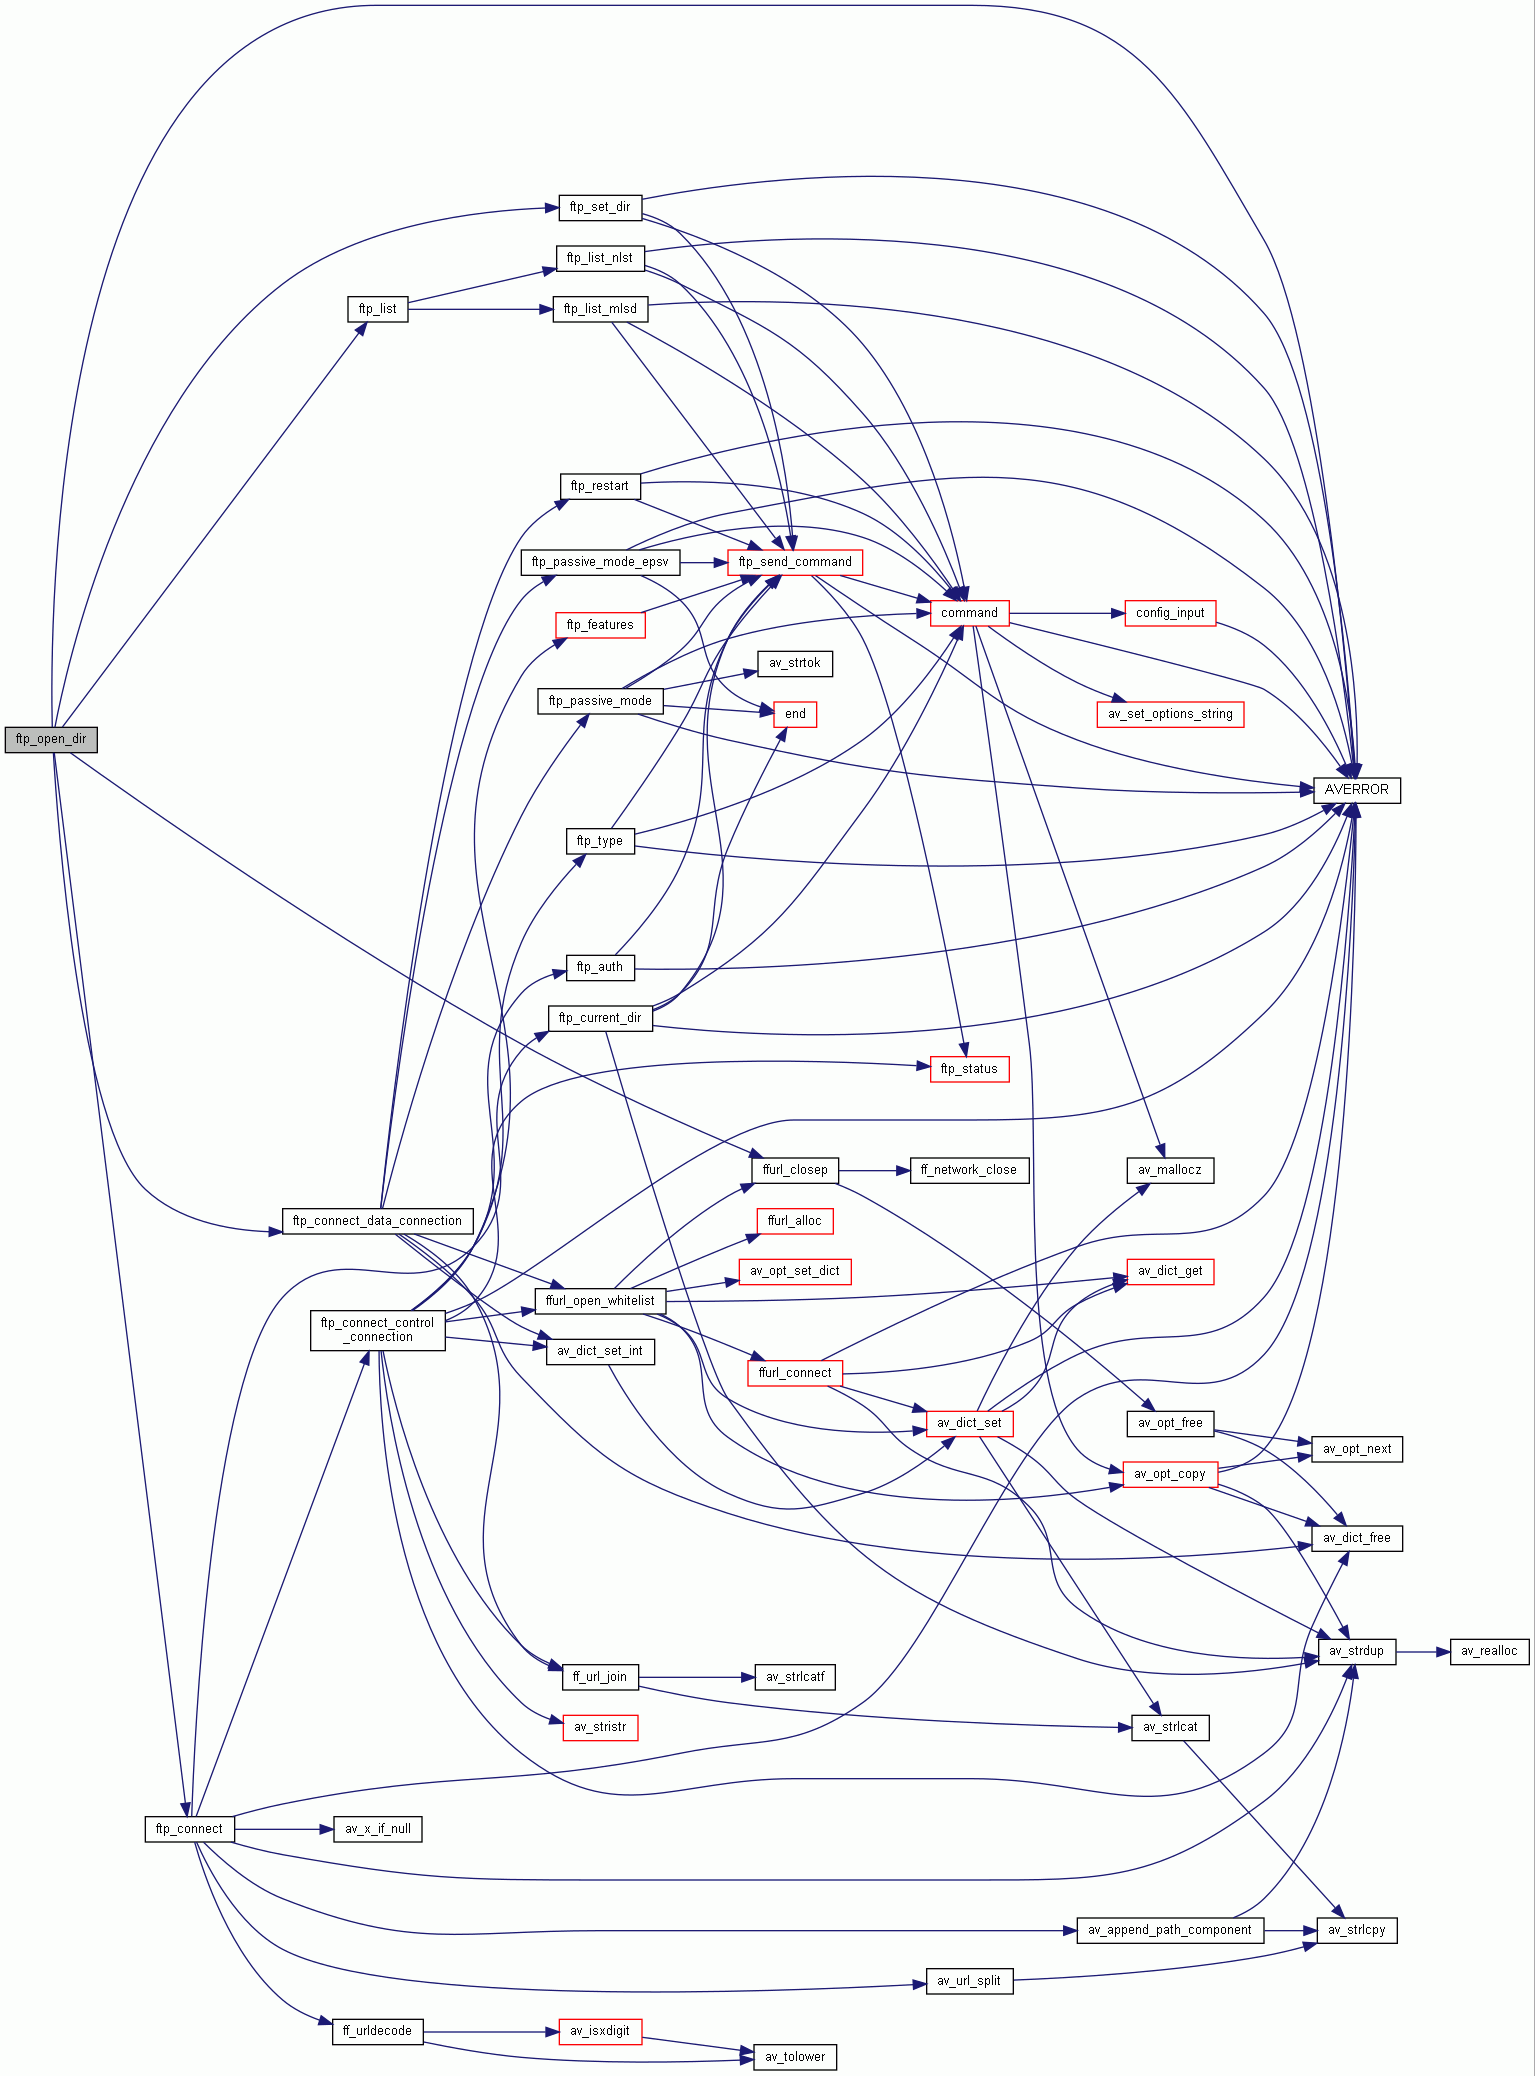 ftp_set_dir
ftp_list_nlst
ftp_list
ftp_list_mlsd
ftp_restart
ftp_passive_mode_epsv
ftp_send_command
command
config_input
ftp_features
av_strtok
ftp_passive_mode
end
av_set_options_string
ftp_open_dir
AVERROR
ftp_type
ftp_auth
ftp_current_dir
ftp_status
ffurl_closep
ff_network_close
av_mallocz
ftp_connect_data_connection
ffurl_alloc
av_opt_set_dict
av_dict_get
ffurl_open_whitelist
ftp_connect_control
_connection
av_dict_set_int
ffurl_connect
av_dict_set
av_opt_free
av_opt_next
av_opt_copy
av_dict_free
av_strdup
av_realloc
ff_url_join
av_strlcatf
av_stristr
av_strlcat
ftp_connect
av_x_if_null
av_append_path_component
av_strlcpy
av_url_split
ff_urldecode
av_isxdigit
av_tolower